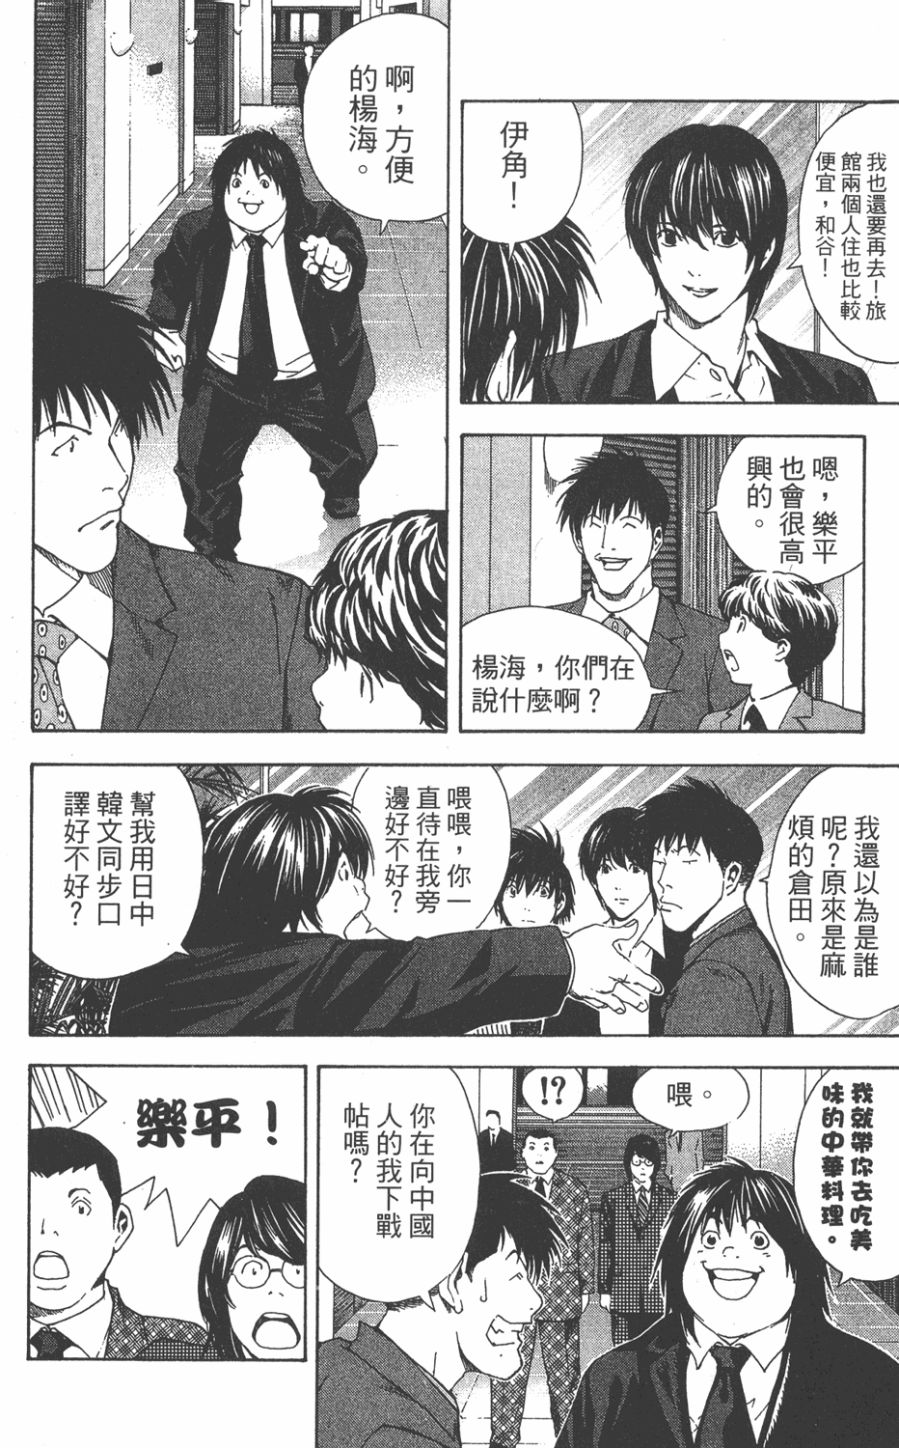 我也還要再去！旅
館兩個人住也比較
便宜，和谷！
伊角！
嗯，樂平
也會很高
興的。
楊海，你們在
說什麼啊？
啊，方便
的楊海。
我還以為是誰
呢？原來是麻
煩的倉田。
喂喂，你一
直待在我旁
邊好不好？
幫我用日中
韓文同步口
譯好不好？
我就帶你去吃美
味的中華料理。
喂。
!?
你在向中國
人的我下戰
帖嗎？
樂平！